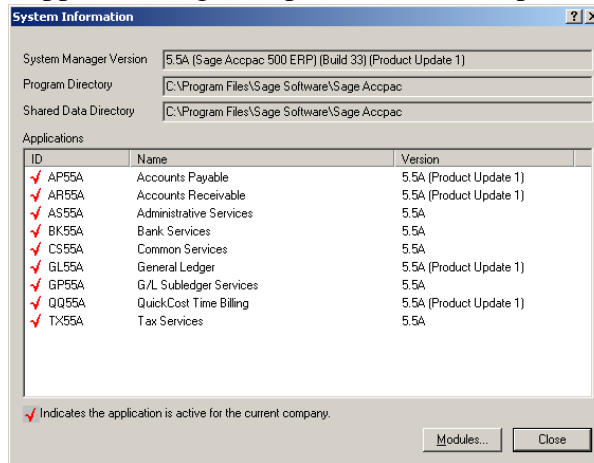 System Information
System Manager Version 5.5A (Sage Accpac 500 ERP) (Build 33) (Product Update 1)
Program Directory C:\Program Files\Sage Software\Sage Accpac
Shared Data Directory C:\Program Files\Sage Software\Sage Accpac
Applications
ID Name Version
AP55A Accounts Payable 5.5A (Product Update 1)
AR55A Accounts Receivable 5.5A (Product Update 1)
AS55A Administrative Services 5.5A
BK55A Bank Services 5.5A
CS55A Common Services 5.5A
GL55A General Ledger 5.5A (Product Update 1)
GP55A G/L Subledger Services 5.5A
QQ55A QuickCost Time Billing 5.5A (Product Update 1)
TX55A Tax Services 5.5A
Indicates the application is active for the current company.
Modules... Close